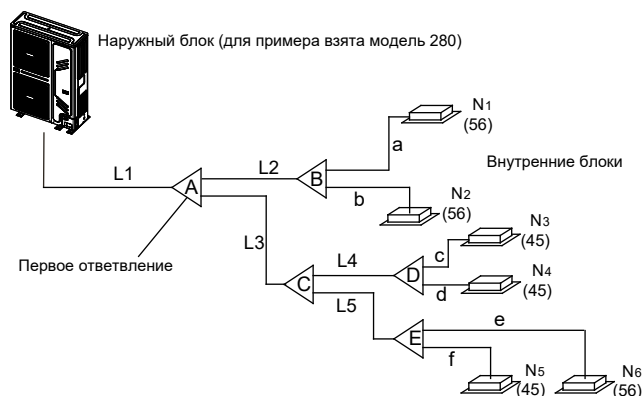 Наружный блок (для примера взята модель 280)
N1
(56)
a
L1
L2
B
Внутренние блоки
A
b
N2
(56)
L3
N3
(45)
c
Первое ответвление
L4
D
N4
(45)
C
d
L5
e
E
f
N5
(45)
N6
(56)